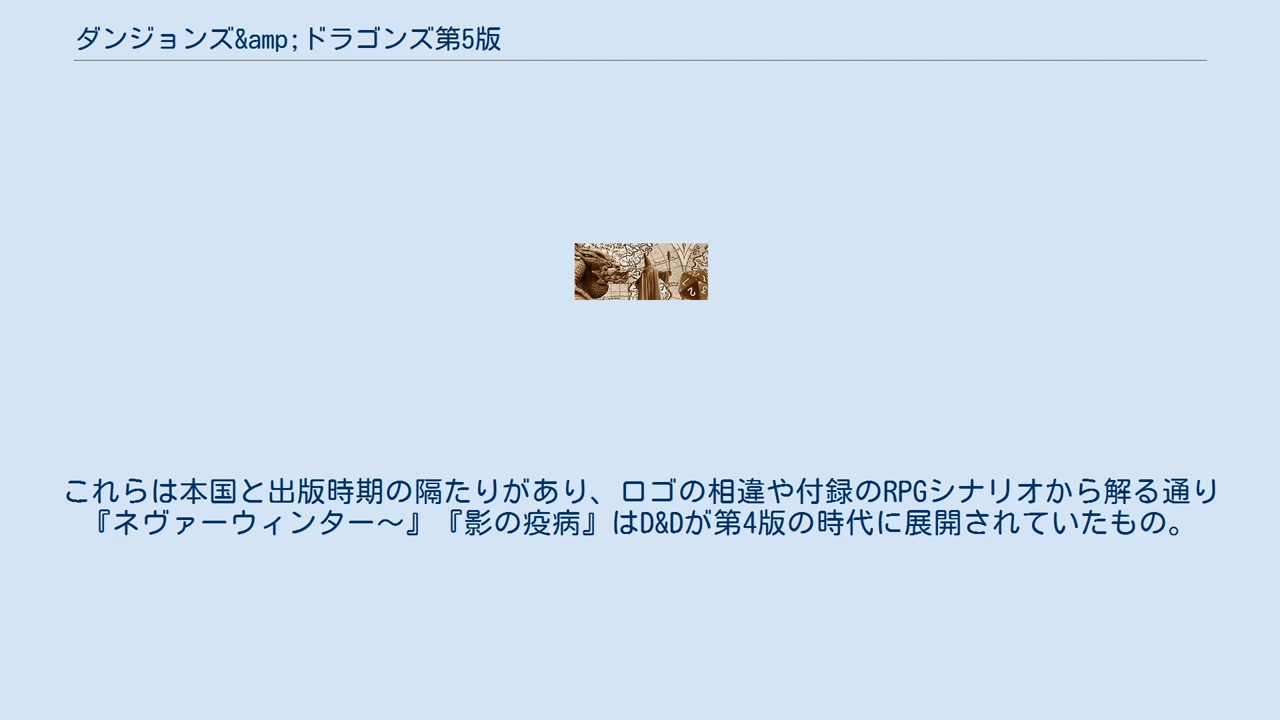 ダンジョンズ&amp;ドラゴンズ第5版
これらは本国と出版時期の隔たりがあり、ロゴの相違や付録のRPGシナリオから解る通り
『ネヴァーウィンター～』『影の疫病』はD&Dが第4版の時代に展開されていたもの。